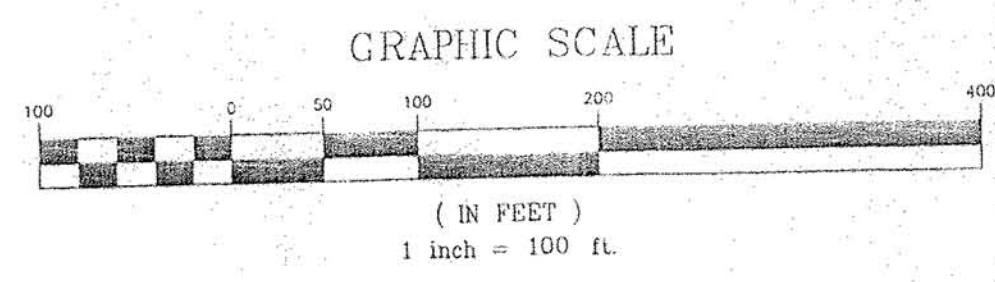 GRAPHIC SCALE
100 0 50 100 200 400
( IN FEET )
1 inch = 100 ft.